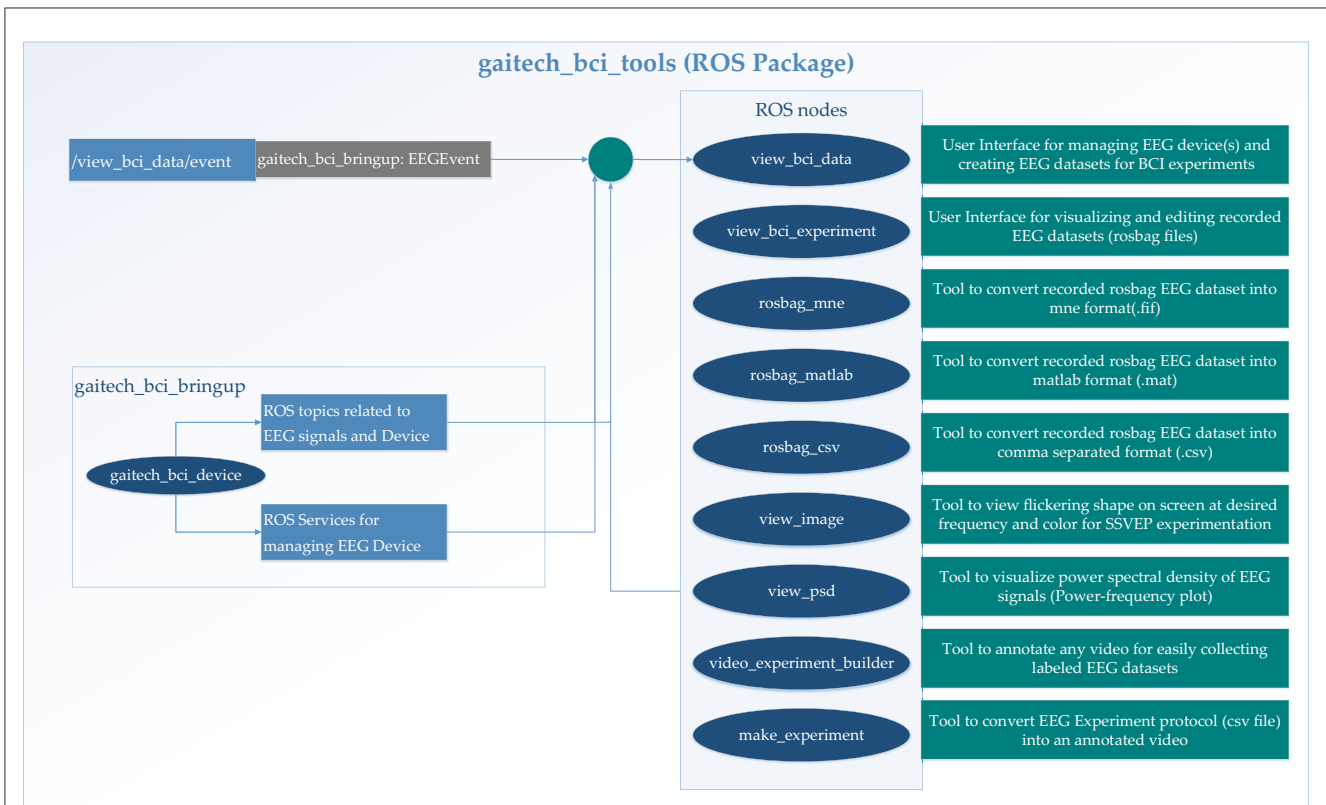 gaitech_bci_tools (ROS Package)
ROS nodes
/view_bci_data/event
gaitech_bci_bringup: EEGEvent
view_bci_data
User Interface for managing EEG device(s) and
creating EEG datasets for BCI experiments
view_bci_experiment
User Interface for visualizing and editing recorded
EEG datasets (rosbag files)
rosbag_mne
Tool to convert recorded rosbag EEG dataset into
mne format(.fif)
rosbag_matlab
Tool to convert recorded rosbag EEG dataset into
matlab format (.mat)
gaitech_bci_bringup
ROS topics related to
EEG signals and Device
gaitech_bci_device
ROS Services for
managing EEG Device
rosbag_csv
Tool to convert recorded rosbag EEG dataset into
comma separated format (.csv)
view_image
Tool to view flickering shape on screen at desired
frequency and color for SSVEP experimentation
view_psd
Tool to visualize power spectral density of EEG
signals (Power-frequency plot)
video_experiment_builder
Tool to annotate any video for easily collecting
labeled EEG datasets
make_experiment
Tool to convert EEG Experiment protocol (csv file)
into an annotated video